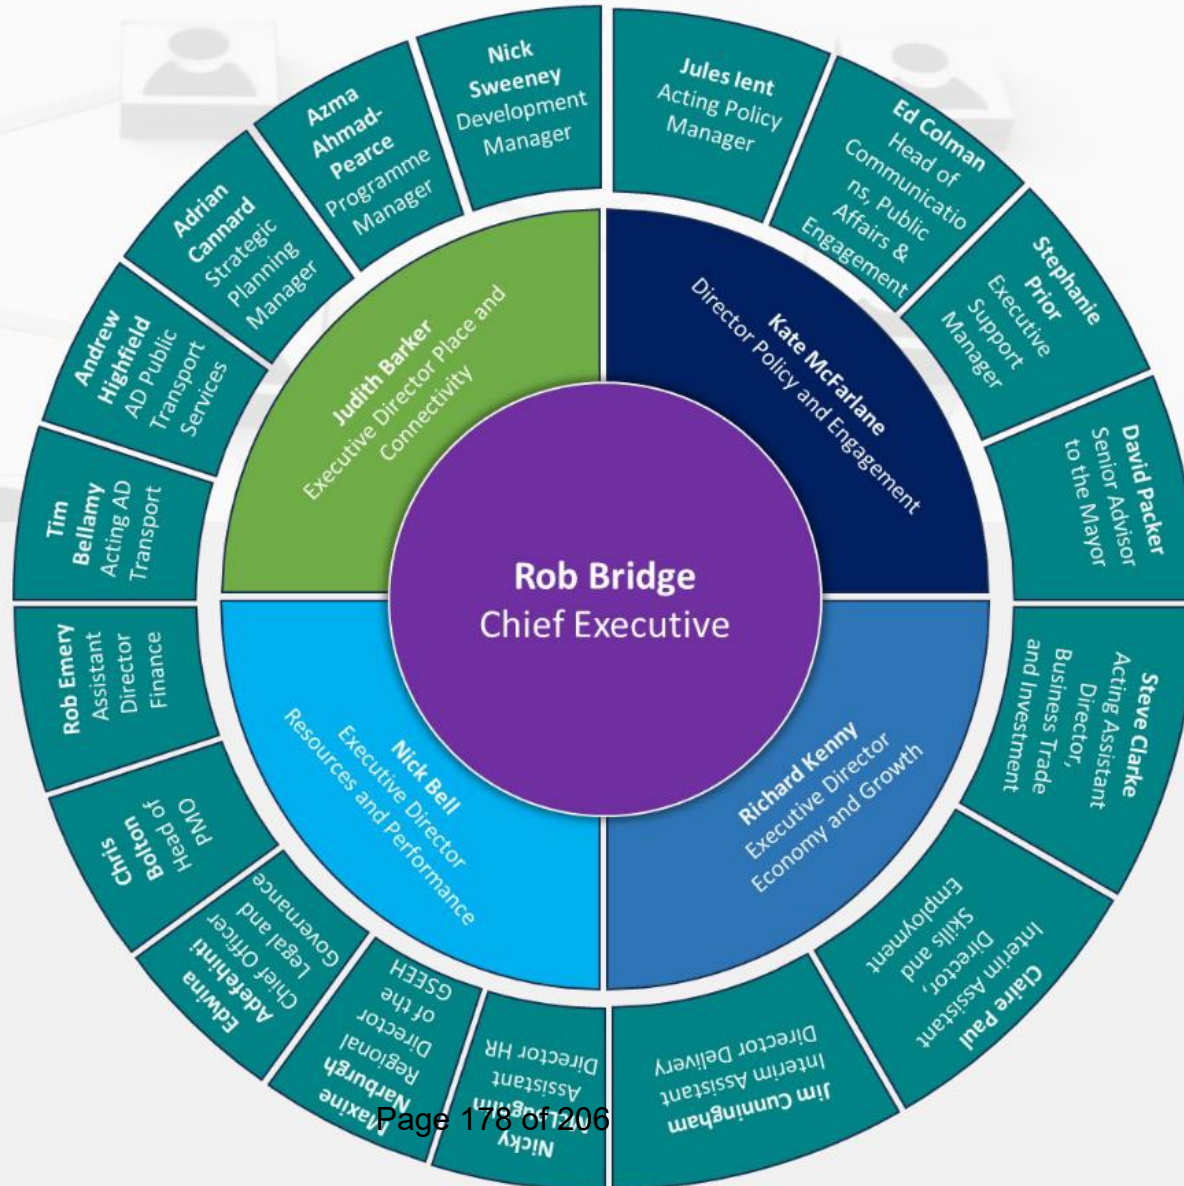 Rob Bridge
Chief Executive
Judith Barker
Executive Director Place and
Connectivity
Kate McFarlane
Director Policy and Engagement
Richard Kenny
Executive Director
Economy and Growth
Nick Bell
Executive Director
Resources and Performance
Jules Ient
Acting Policy
Manager
Ed Colman
Head of
Communicatio
ns, Public
Affairs &
Engagement
Stephanie
Prior
Executive
Support
Manager
David Packer
Senior Advisor
to the Mayor
Steve Clarke
Acting Assistant
Director,
Business Trade
and Investment
Claire Paul
Interim Assistant
Director,
Skills and
Employment
Jim Cunningham
Interim Assistant
Director Delivery
Nicky
Assistant
Director HR
Maxine
Narburgh
Regional
Director
of the
GSEEH
Edwina
Adefehinti
Chief Officer
Legal and
Governance
Chris
Bolton
Head of
PMO
Rob Emery
Assistant
Director
Finance
Tim
Bellamy
Acting AD
Transport
Andrew
Highfield
AD Public
Transport
Services
Adrian
Cannard
Strategic
Planning
Manager
Azma
Ahmad-
Pearce
Programme
Manager
Nick
Sweeney
Development
Manager
Page 178 of 206